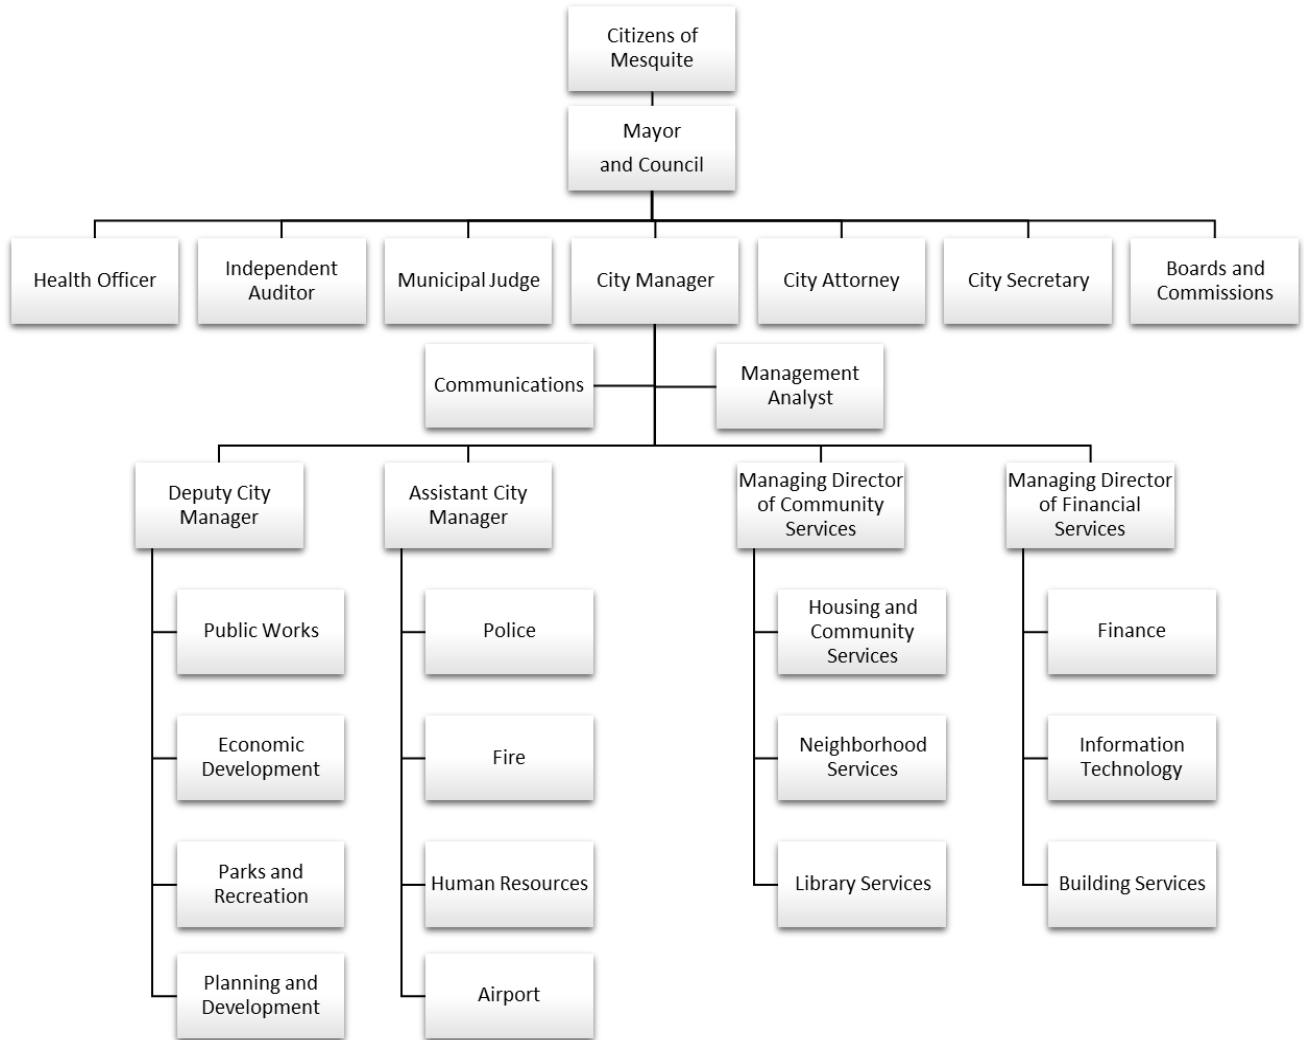 Citizens of
Mesquite
Mayor
and Council
Health Officer
Independent
Auditor
Municipal Judge
City Manager
City Attorney
City Secretary
Boards and
Commissions
Communications
Management
Analyst
Deputy City
Manager
Assistant City
Manager
Managing Director
of Community
Services
Managing Director
of Financial
Services
Public Works
Police
Housing and
Community
Services
Finance
Economic
Development
Fire
Neighborhood
Services
Information
Technology
Parks and
Recreation
Human Resources
Library Services
Building Services
Planning and
Development
Airport